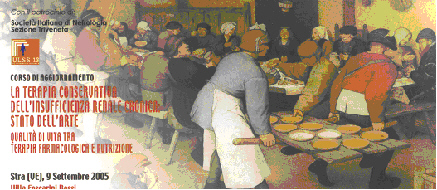 Con il patrocinio di:
Società Italiana di Nefrologia
Sezione Triveneta
ULSS 13
CORSO DI AGGIORNAMENTO
LA TERAPIA CONSERVATIVA
DELL'INSUFFICIENZA RENALE CRONICA:
STATO DELL'ARTE
QUALITÀ DI VITA TRA
TERAPIA FARMACOLOGICA E NUTRIZIONE
Stra (VE), 9 Settembre 2005
Villa Foscarini Rossi